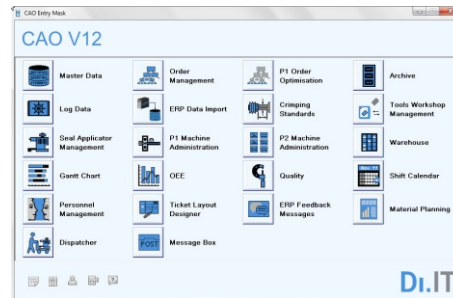 CAO Entry Mask
CAO V12
Master Data
Order Management
P1 Order Optimisation
Archive
Log Data
ERP Data Import
Crimping Standards
Tools Workshop Management
Seal Applicator Management
P1 Machine Administration
P2 Machine Administration
Warehouse
Gantt Chart
OEE
Quality
Shift Calendar
Personnel Management
Ticket Layout Designer
ERP Feedback Messages
Material Planning
Dispatcher
POST
Message Box
DI.IT